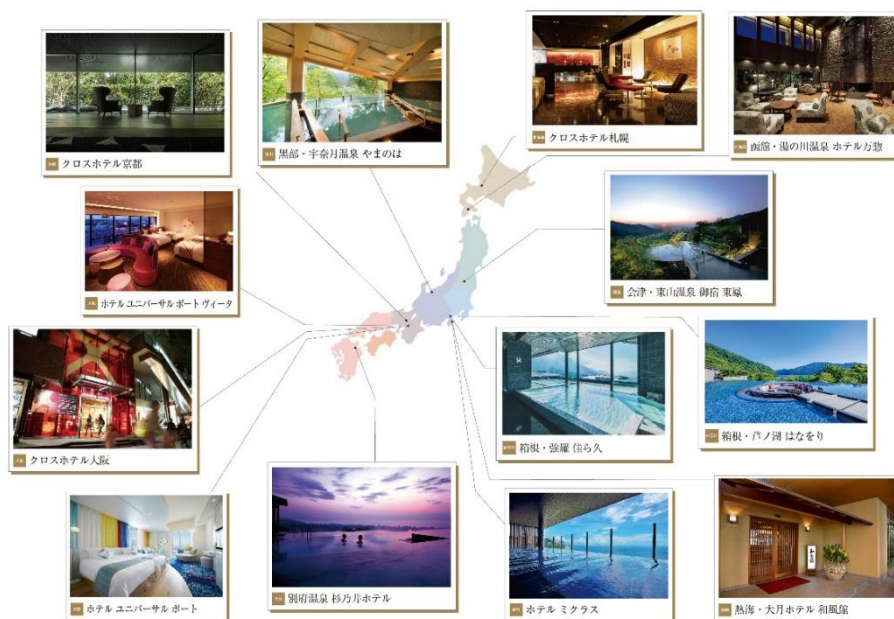 クロスホテル京都
黒部・宇奈月温泉 やまのは
クロスホテル札幌
函館・湯の川温泉 ホテル万惣
ホテル ユニバーサル ポート ヴィータ
会津・東山温泉 御宿 東鳳
クロスホテル大阪
箱根・強羅 佳ら久
箱根・芦ノ湖 はなをり
ホテル ユニバーサル ポート
別府温泉 杉乃井ホテル
ホテル ミクラス
熱海・大月ホテル 和風館